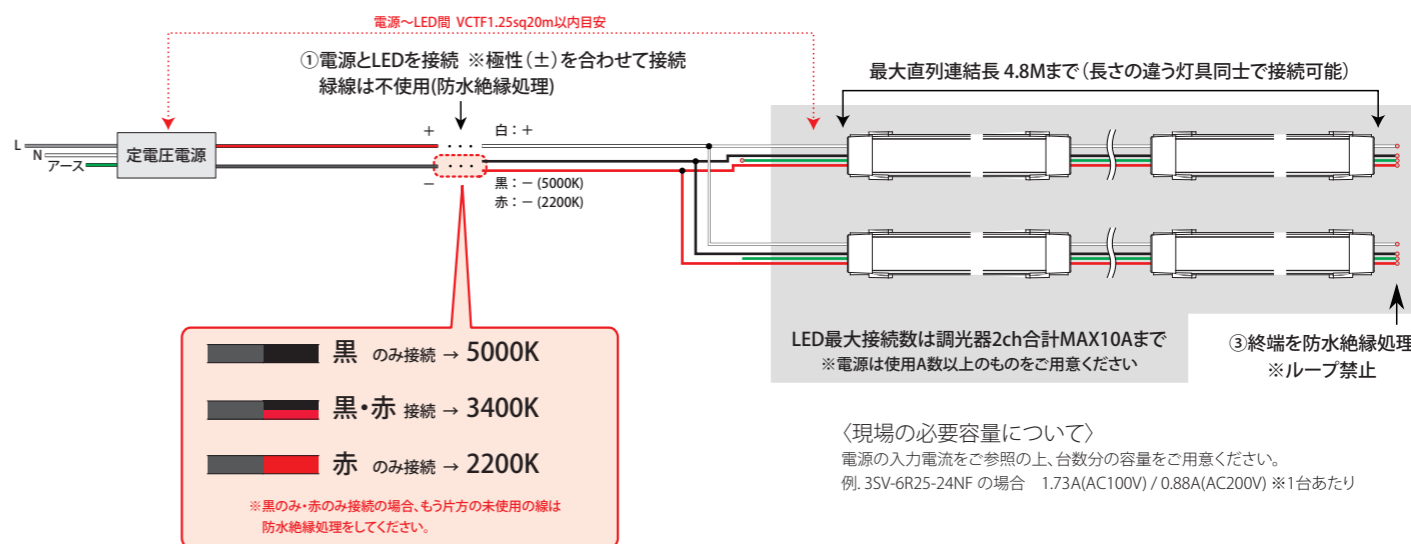 電源〜LED間 VCTF1.25sq20m以内目安
①電源とLEDを接続 ※極性(±)を合わせて接続
緑線は不使用(防水絶縁処理)
最大直列連結長 4.8Mまで(長さの違う灯具同士で接続可能)
L
N
アース
定電圧電源
+
−
白：+
黒：− (5000K)
赤：− (2200K)
黒 のみ接続 → 5000K
黒・赤 接続 → 3400K
赤 のみ接続 → 2200K
※黒のみ・赤のみ接続の場合、もう片方の未使用の線は
防水絶縁処理をしてください。
LED最大接続数は調光器2ch合計MAX10Aまで
※電源は使用A数以上のものをご用意ください
③終端を防水絶縁処理
※ループ禁止
〈現場の必要容量について〉
電源の入力電流をご参照の上、台数分の容量をご用意ください。
例. 3SV-6R25-24NF の場合 1.73A(AC100V) / 0.88A(AC200V) ※1台あたり